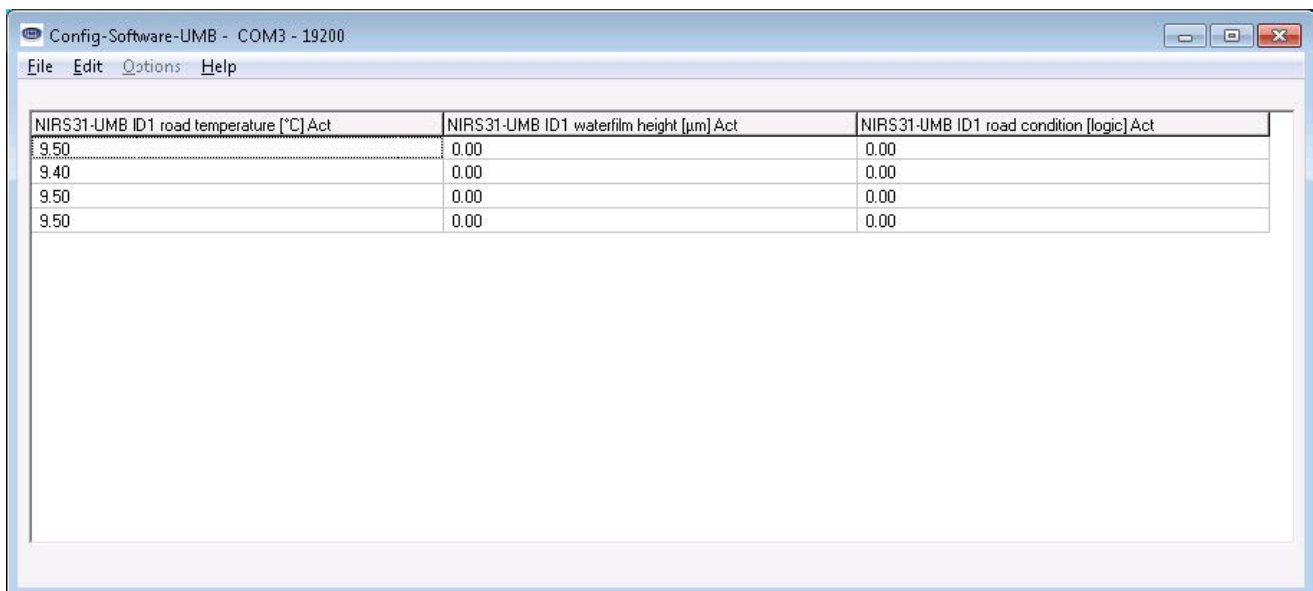 Config-Software-UMB - COM3 - 19200
File Edit Options Help
NIRS31-UMB ID1 road temperature [°C] Act NIRS31-UMB ID1 waterfilm height [µm] Act NIRS31-UMB ID1 road condition [logic] Act
9.50 0.00 0.00
9.40 0.00 0.00
9.50 0.00 0.00
9.50 0.00 0.00